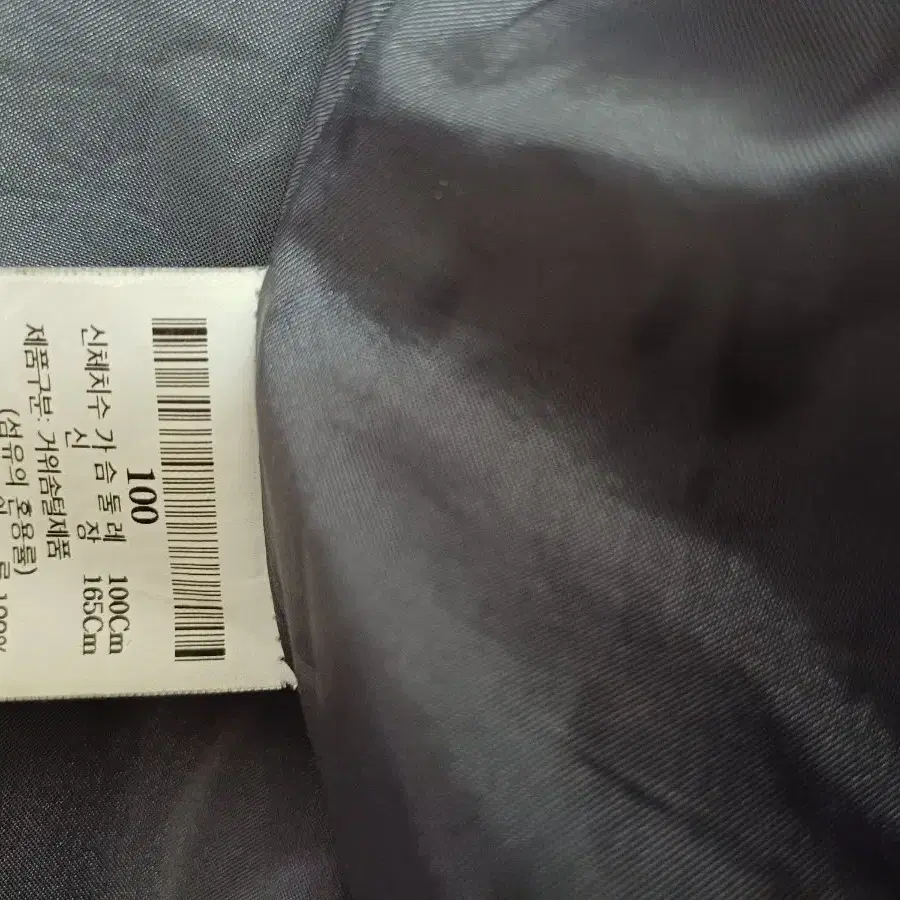 100
신체치수 가 슴 둘 레 100Cm
신 장 165Cm
제품구분: 거위솜털제품
(섬유의 혼용률)
100%